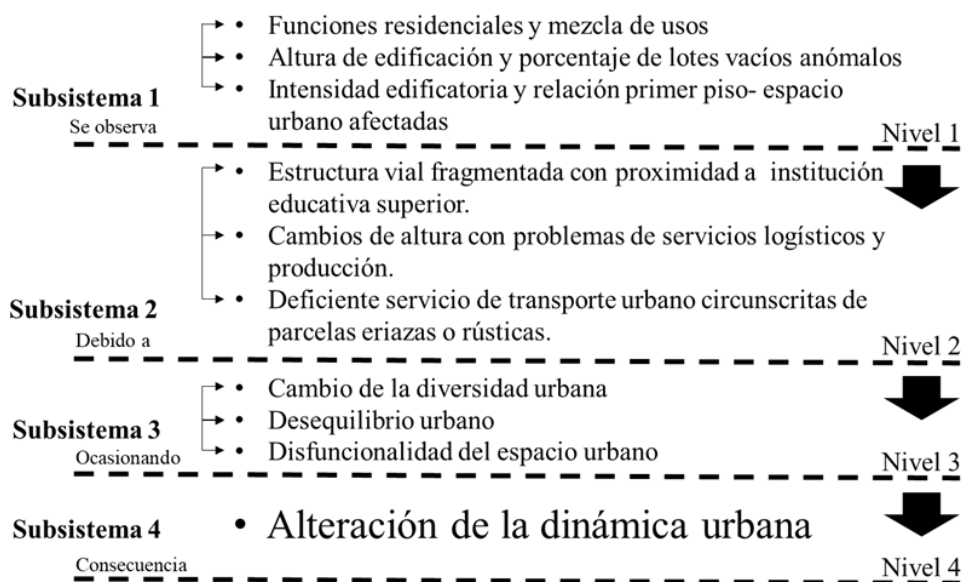 • Funciones residenciales y mezcla de usos
• Altura de edificación y porcentaje de lotes vacíos anómalos
Subsistema 1
• Intensidad edificatoria y relación primer piso- espacio
urbano afectadas
Se observa
Nivel 1
• Estructura vial fragmentada con proximidad a institución
educativa superior.
• Cambios de altura con problemas de servicios logísticos y
producción.
Subsistema 2
• Deficiente servicio de transporte urbano circunscritas de
parcelas eriazas o rústicas.
Debido a
Nivel 2
• Cambio de la diversidad urbana
• Desequilibrio urbano
Subsistema 3
• Disfuncionalidad del espacio urbano
Ocasionando
Nivel 3
Subsistema 4
• Alteración de la dinámica urbana
Consecuencia
Nivel 4